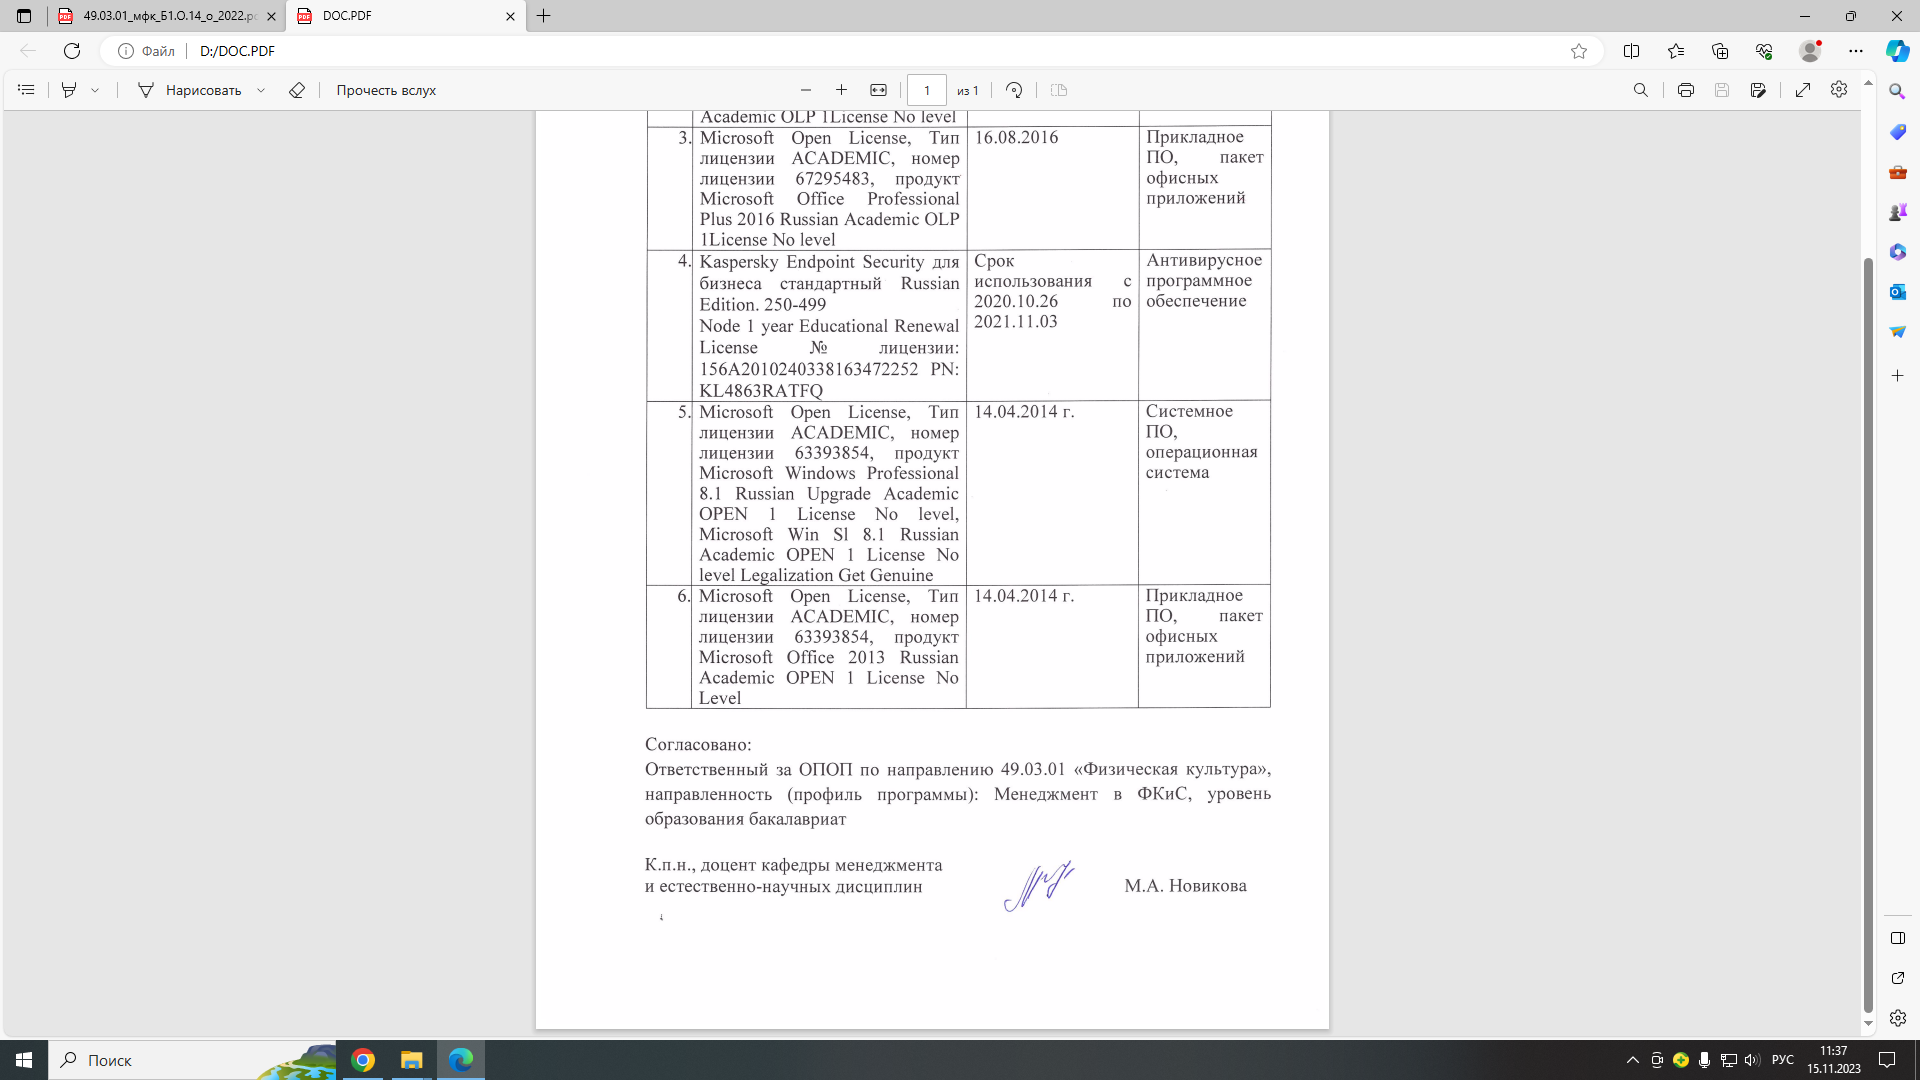 49.03.01_мфк_Б1.О.14_о_2022.pc
DOC.PDF
Файл
D:/DOC.PDF
Нарисовать
Прочесть вслух
1
из 1
Academic OLP 1License No level
3.
Microsoft Open License, Тип
лицензии ACADEMIC, номер
лицензии 67295483, продукт
Microsoft Office Professional
Plus 2016 Russian Academic OLP
1License No level
16.08.2016
Прикладное
ПО, пакет
офисных
приложений
4.
Kaspersky Endpoint Security для
бизнеса стандартный Russian
Edition. 250-499
Node 1 year Educational Renewal
License № лицензии:
156A2010240338163472252 PN:
KL4863RATFQ
Срок
использования с
2020.10.26 по
2021.11.03
Антивирусное
программное
обеспечение
5.
Microsoft Open License, Тип
лицензии ACADEMIC, номер
лицензии 63393854, продукт
Microsoft Windows Professional
8.1 Russian Upgrade Academic
OPEN 1 License No level,
Microsoft Win Sl 8.1 Russian
Academic OPEN 1 License No
level Legalization Get Genuine
14.04.2014 г.
Системное
ПО,
операционная
система
6.
Microsoft Open License, Тип
лицензии ACADEMIC, номер
лицензии 63393854, продукт
Microsoft Office 2013 Russian
Academic OPEN 1 License No
Level
14.04.2014 г.
Прикладное
ПО, пакет
офисных
приложений
Согласовано:
Ответственный за ОПОП по направлению 49.03.01 «Физическая культура»,
направленность (профиль программы): Менеджмент в ФКиС, уровень
образования бакалавриат
К.п.н., доцент кафедры менеджмента
и естественно-научных дисциплин
М.А. Новикова
Поиск
РУС
11:37
15.11.2023